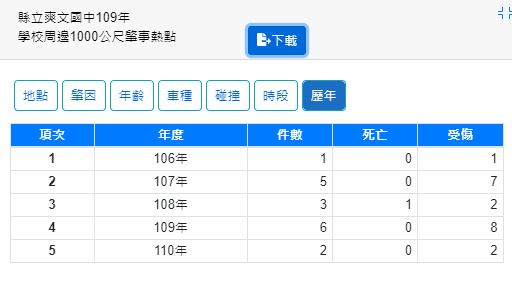 縣立爽文國中109年
學校周邊1000公尺肇事熱點
下載
地點 肇因 年齡 車種 碰撞 時段 歷年
項次 年度 件數 死亡 受傷
1 106年 1 0 1
2 107年 5 0 7
3 108年 3 1 2
4 109年 6 0 8
5 110年 2 0 2